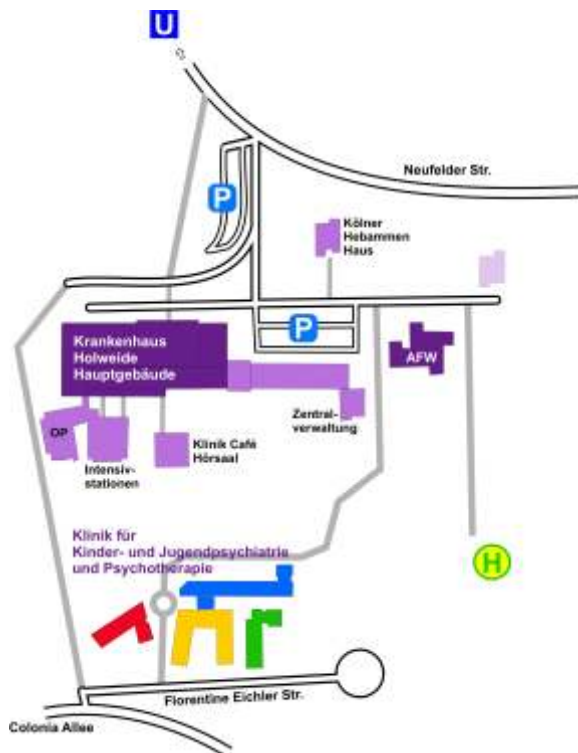 U
Neufelder Str.
P
Kölner
Hebammen
Haus
P
Krankenhaus
Holweide
Hauptgebäude
AFW
Zentral-
verwaltung
OP
Klinik Café
Hörsaal
Intensiv-
stationen
Klinik für
Kinder- und Jugendpsychiatrie
und Psychotherapie
H
Florentine Eichler Str.
Colonia Allee